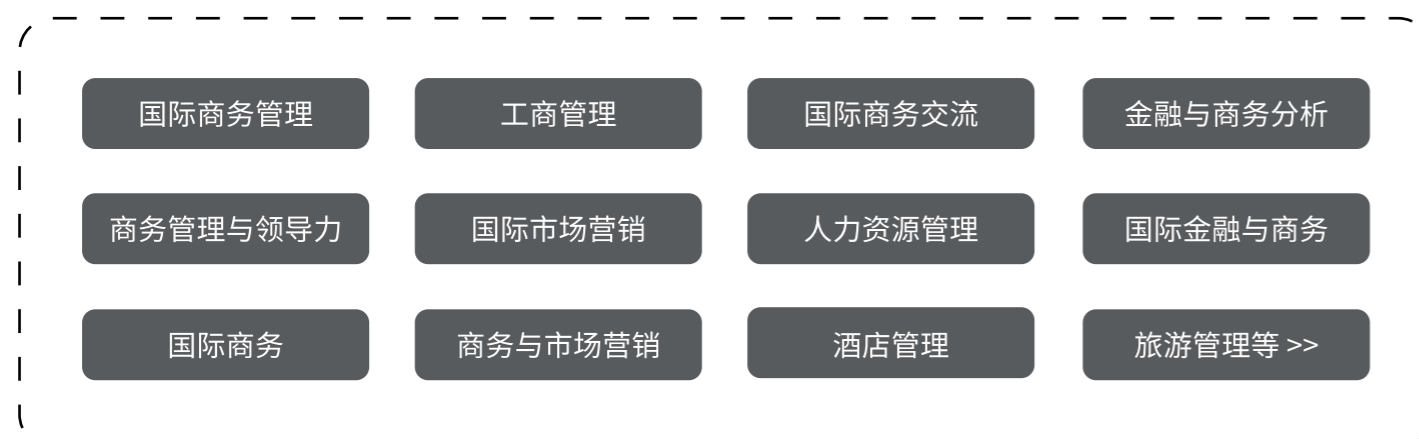 国际商务管理
工商管理
国际商务交流
金融与商务分析
商务管理与领导力
国际市场营销
人力资源管理
国际金融与商务
国际商务
商务与市场营销
酒店管理
旅游管理等 >>